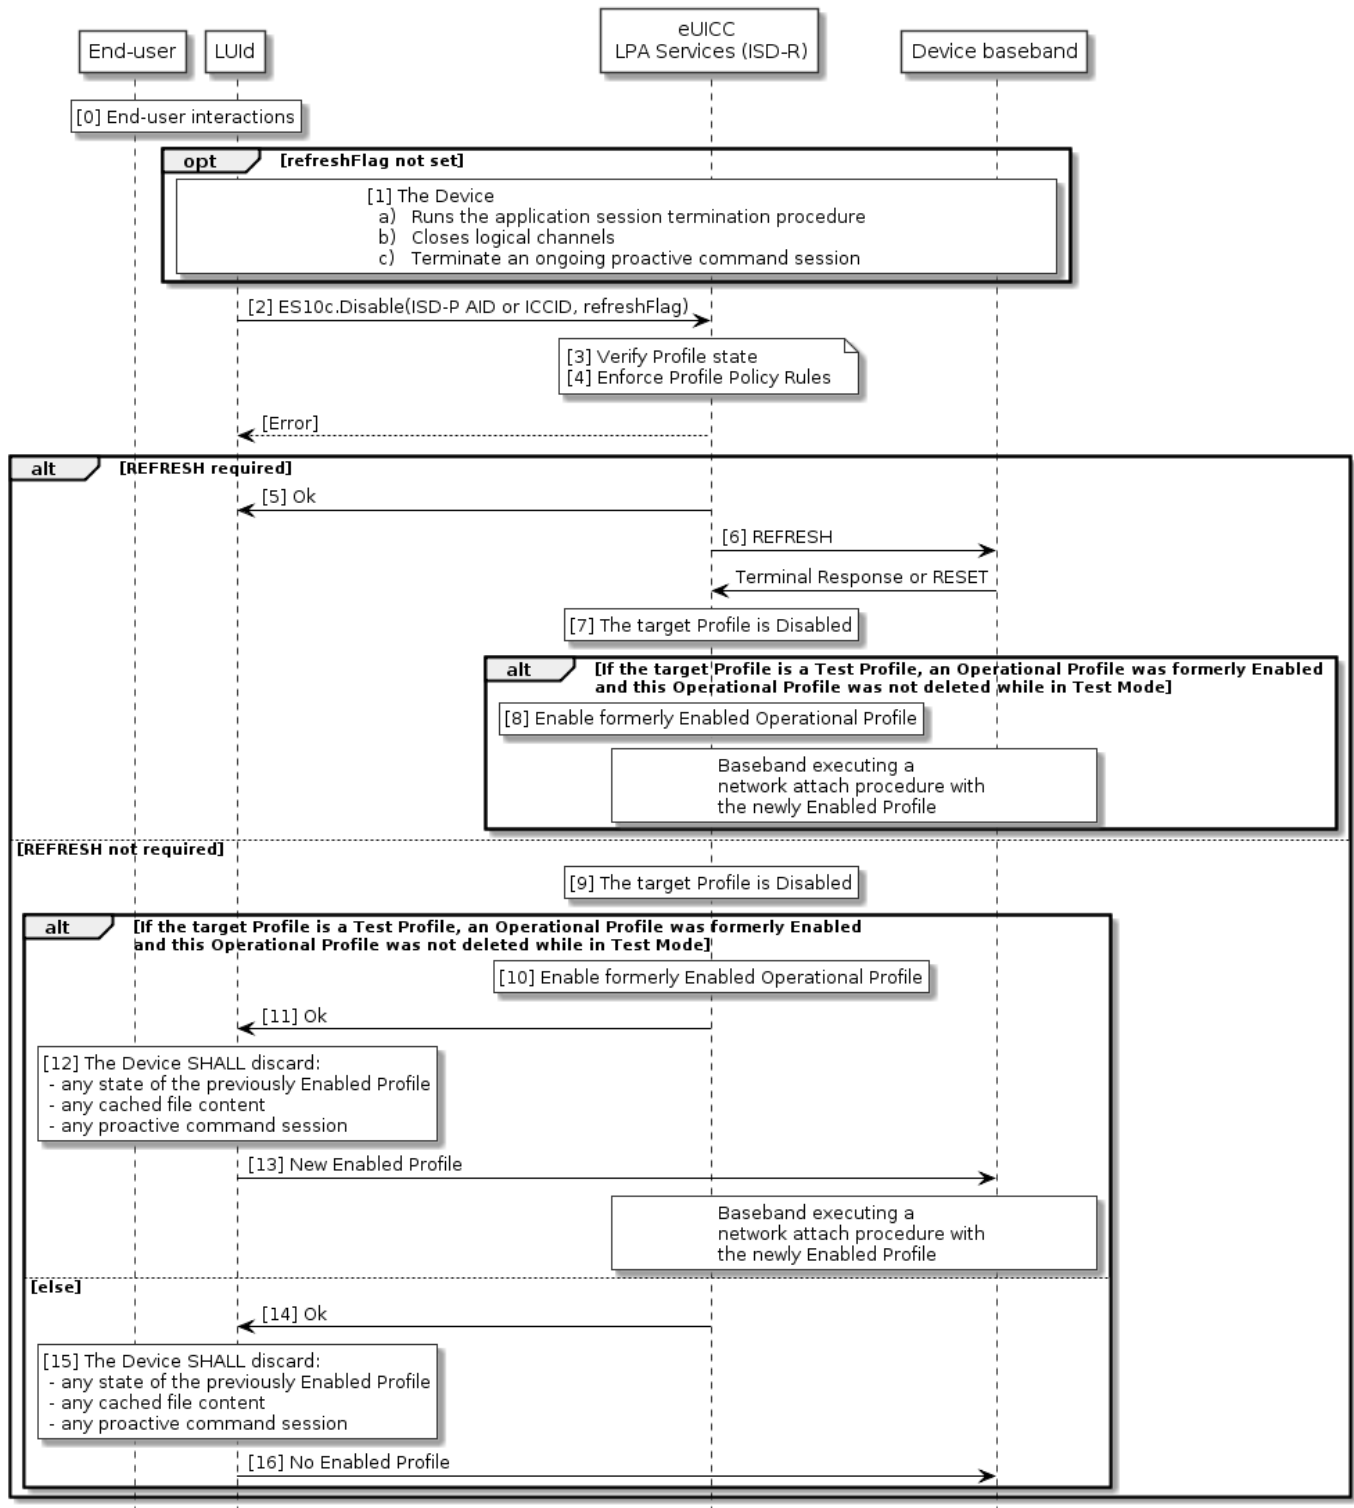 End-user
LUId
eUICC
LPA Services (ISD-R)
Device baseband
[0] End-user interactions
opt
[refreshFlag not set]
[1] The Device
a) Runs the application session termination procedure
b) Closes logical channels
c) Terminate an ongoing proactive command session
[2] ES10c.Disable(ISD-P AID or ICCID, refreshFlag)
[3] Verify Profile state
[4] Enforce Profile Policy Rules
[Error]
alt
[REFRESH required]
[5] Ok
[6] REFRESH
Terminal Response or RESET
[7] The target Profile is Disabled
alt
[If the target Profile is a Test Profile, an Operational Profile was formerly Enabled
and this Operational Profile was not deleted while in Test Mode]
[8] Enable formerly Enabled Operational Profile
Baseband executing a
network attach procedure with
the newly Enabled Profile
[REFRESH not required]
[9] The target Profile is Disabled
alt
[If the target Profile is a Test Profile, an Operational Profile was formerly Enabled
and this Operational Profile was not deleted while in Test Mode]
[10] Enable formerly Enabled Operational Profile
[11] Ok
[12] The Device SHALL discard:
- any state of the previously Enabled Profile
- any cached file content
- any proactive command session
[13] New Enabled Profile
Baseband executing a
network attach procedure with
the newly Enabled Profile
[else]
[14] Ok
[15] The Device SHALL discard:
- any state of the previously Enabled Profile
- any cached file content
- any proactive command session
[16] No Enabled Profile